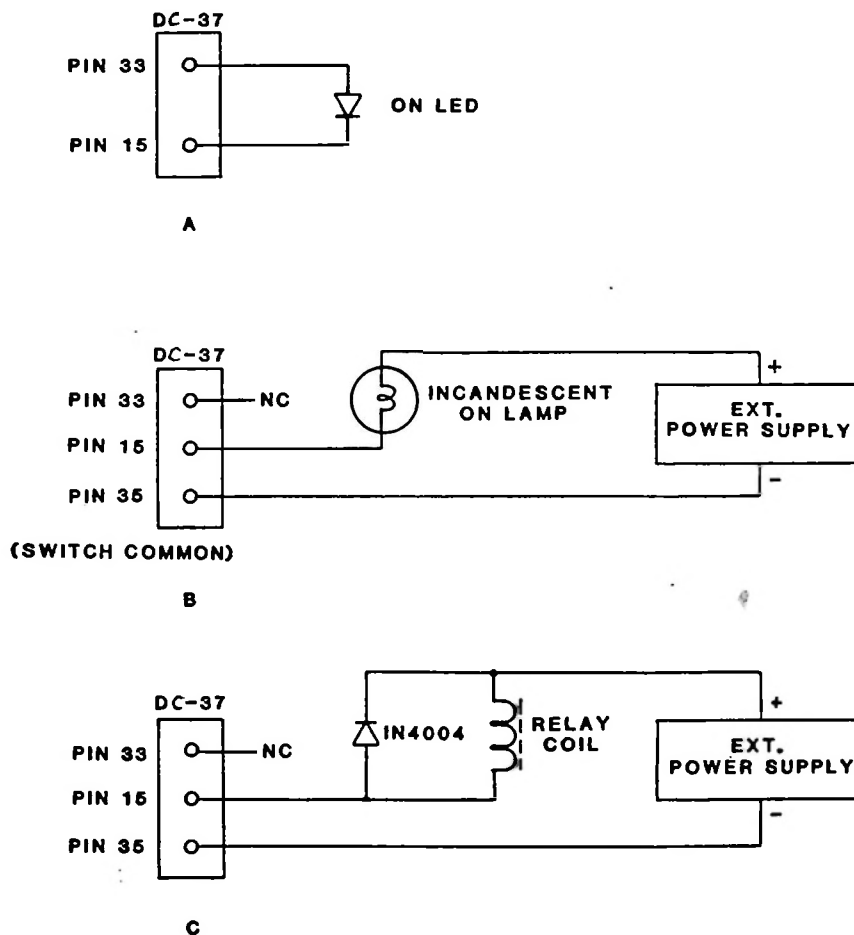 DC-37
PIN 33
ON LED
PIN 15
A
DC-37
PIN 33
NC
INCANDESCENT
ON LAMP
+
EXT.
POWER SUPPLY
PIN 15
PIN 35
-
(SWITCH COMMON)
B
DC-37
PIN 33
NC
IN4004
RELAY
COIL
+
EXT.
POWER SUPPLY
PIN 15
PIN 35
-
C